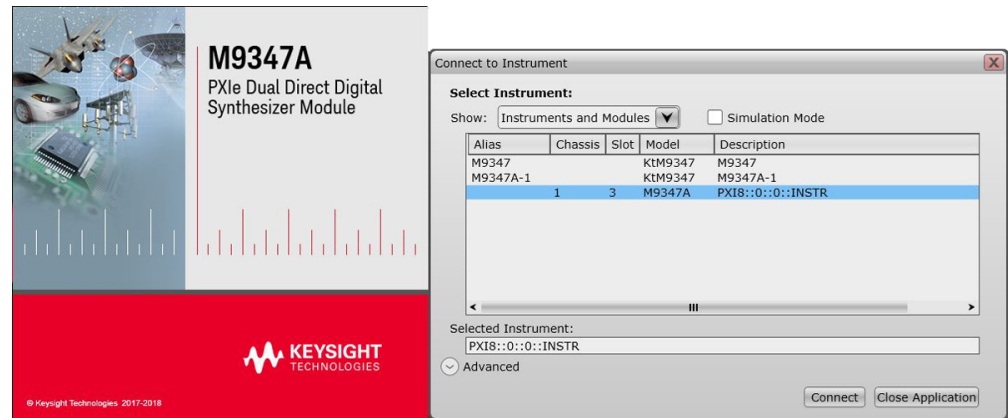 M9347A
PXIe Dual Direct Digital
Synthesizer Module
KEYSIGHT
TECHNOLOGIES
© Keysight Technologies 2017-2018
Connect to Instrument
Select Instrument:
Show: Instruments and Modules Simulation Mode
Alias Chassis Slot Model Description
M9347 KtM9347 M9347
M9347A-1 KtM9347 M9347A-1
1 3 M9347A PXI8::0::0::INSTR
Selected Instrument:
PXI8::0::0::INSTR
Advanced
Connect Close Application